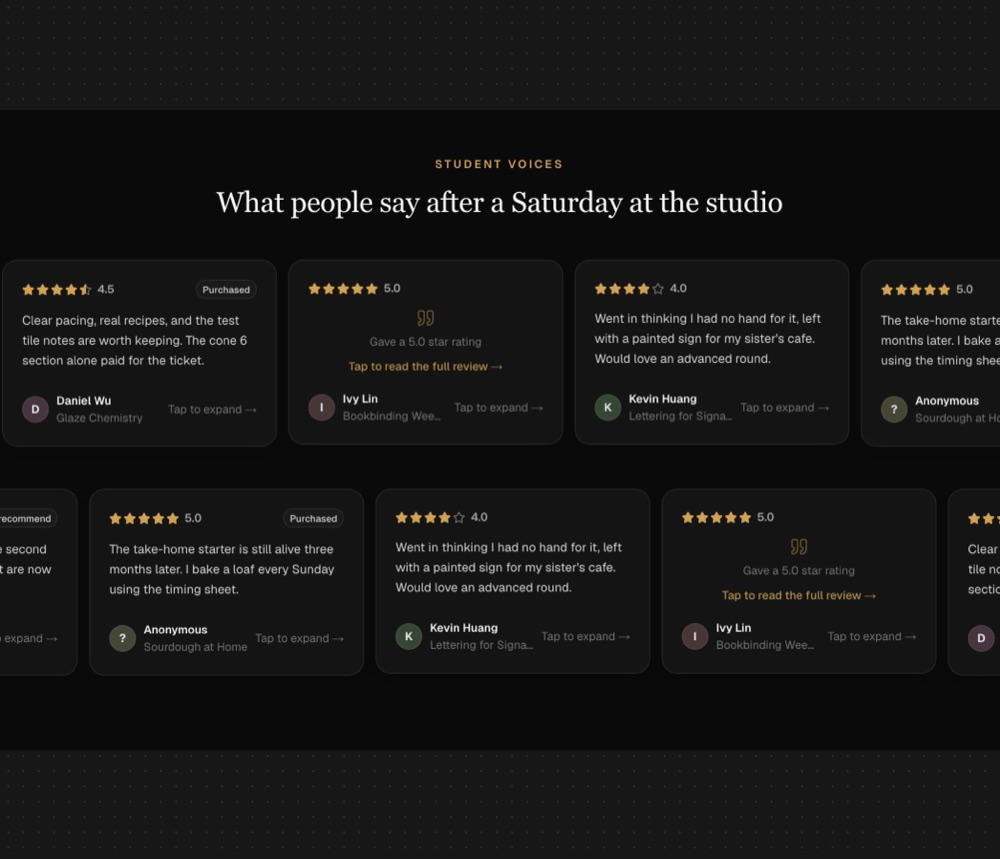 STUDENT VOICES
What people say after a Saturday at the studio
4.5
Purchased
Clear pacing, real recipes, and the test
tile notes are worth keeping. The cone 6
section alone paid for the ticket.
D
Daniel Wu
Glaze Chemistry
Tap to expand →
5.0
Gave a 5.0 star rating
Tap to read the full review →
I
Ivy Lin
Bookbinding Wee...
Tap to expand →
4.0
Went in thinking I had no hand for it, left
with a painted sign for my sister's cafe.
Would love an advanced round.
K
Kevin Huang
Lettering for Signa...
Tap to expand →
5.0
The take-home starte
months later. I bake a
using the timing shee
?
Anonymous
Sourdough at Ho
recommend
second
t are now
expand →
5.0
Purchased
The take-home starter is still alive three
months later. I bake a loaf every Sunday
using the timing sheet.
?
Anonymous
Sourdough at Home
Tap to expand →
4.0
Went in thinking I had no hand for it, left
with a painted sign for my sister's cafe.
Would love an advanced round.
K
Kevin Huang
Lettering for Signa...
Tap to expand →
5.0
Gave a 5.0 star rating
Tap to read the full review →
I
Ivy Lin
Bookbinding Wee...
Tap to expand →
Clear
tile no
sectio
D